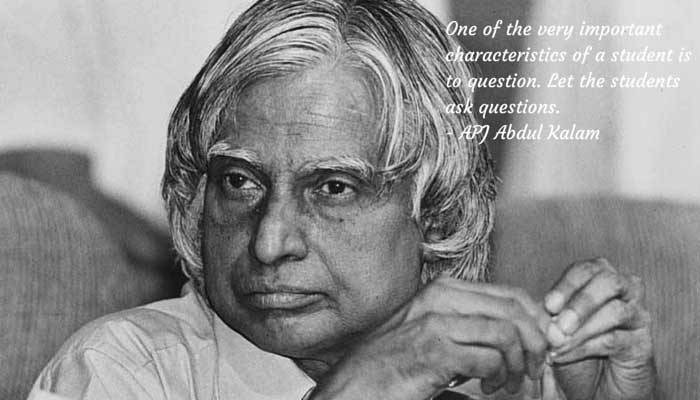 One of the very important
characteristics of a student is
to question. Let the students
ask questions.
- APJ Abdul Kalam